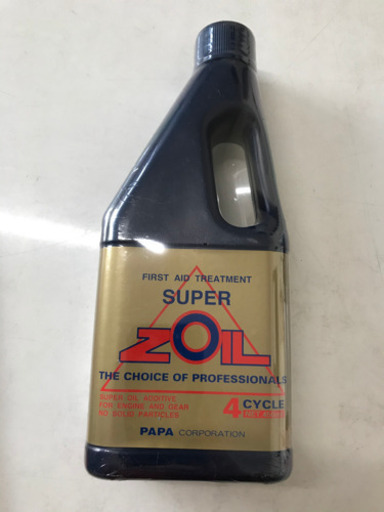 FIRST AID TREATMENT
SUPER
ZOIL
THE CHOICE OF PROFESSIONALS
SUPER OIL ADDITIVE
FOR ENGINE AND GEAR
NO SOLID PARTICLES
4 CYCLE
PAPA CORPORATION